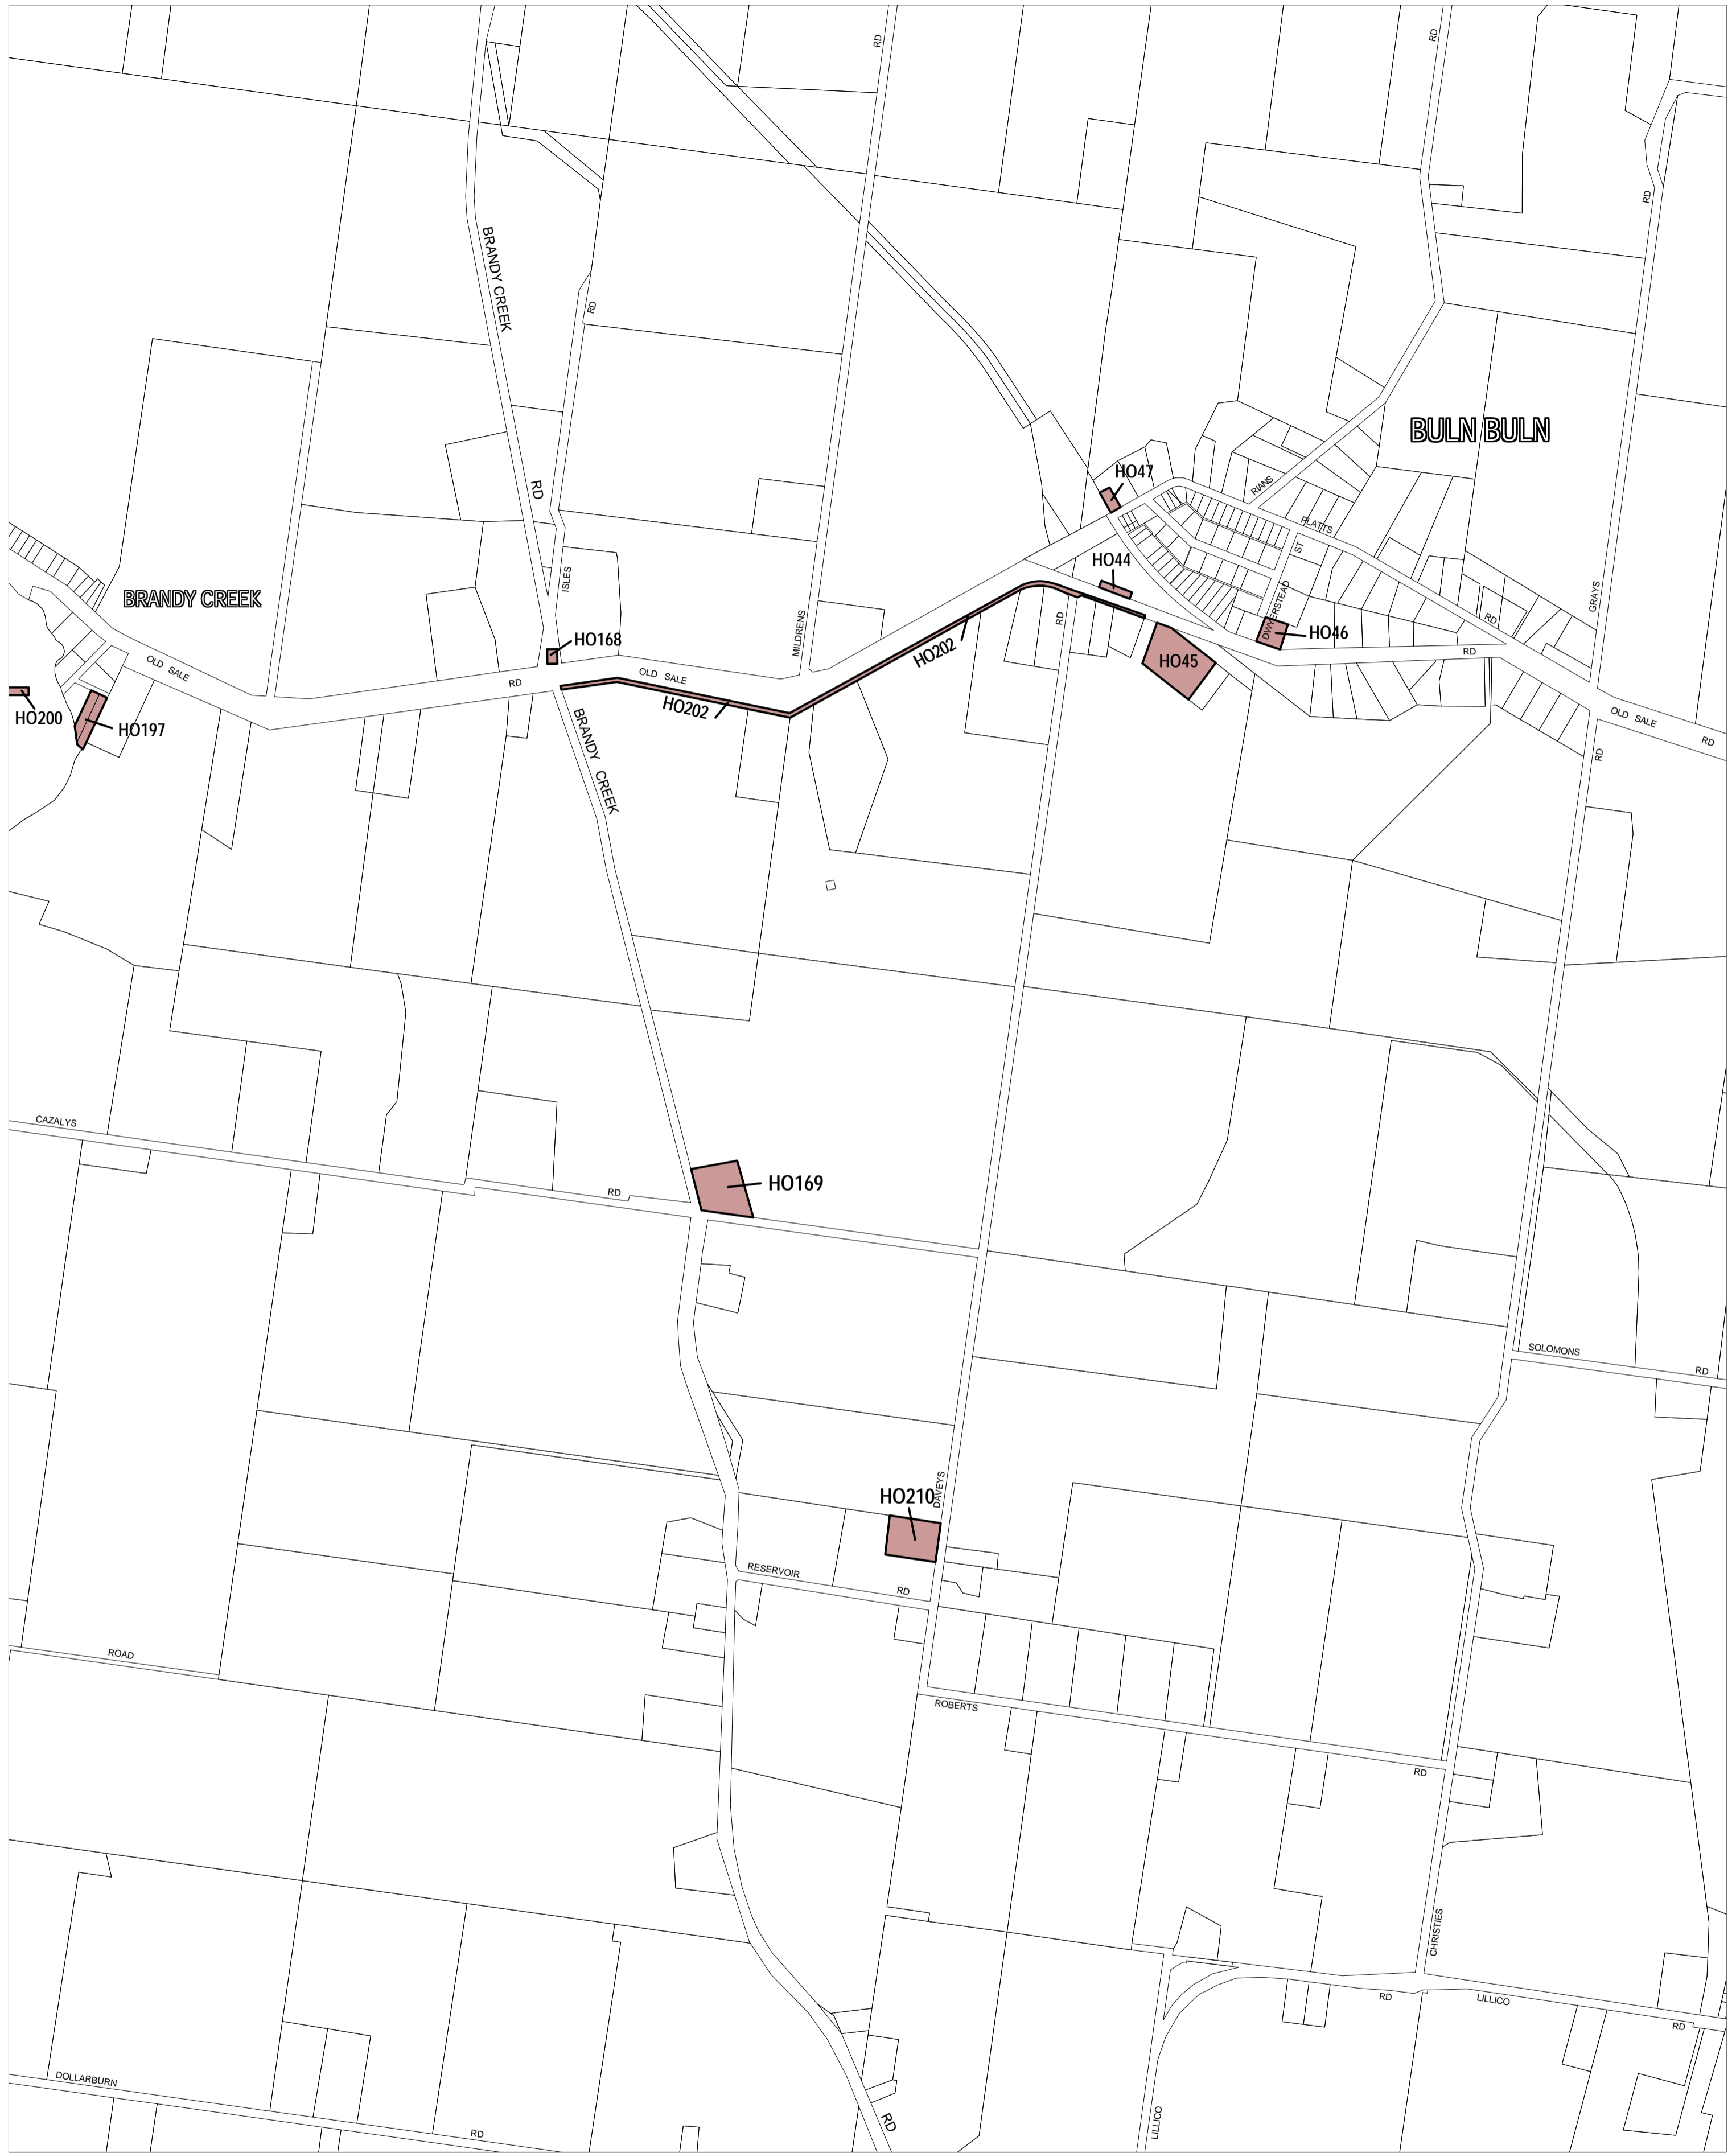 RD
RD
RD
BRANDY CREEK
RD
BULN BULN
HO47
RD
RIANS
PLATTS
ST
HO44
ISLES
BRANDY CREEK
DWYERSTEAD
GRAYS
RD
RD
HO46
HO168
MILDRENS
HO202
RD
HO45
OLD SALE
OLD SALE
RD
HO202
HO200
HO197
BRANDY CREEK
OLD SALE
RD
RD
CAZALYS
RD
HO169
SOLOMONS
RD
HO210
DAVEYS
RESERVOIR
RD
ROAD
ROBERTS
RD
CHRISTIES
RD
LILLICO
RD
DOLLARBURN
RD
RD
LILLICO